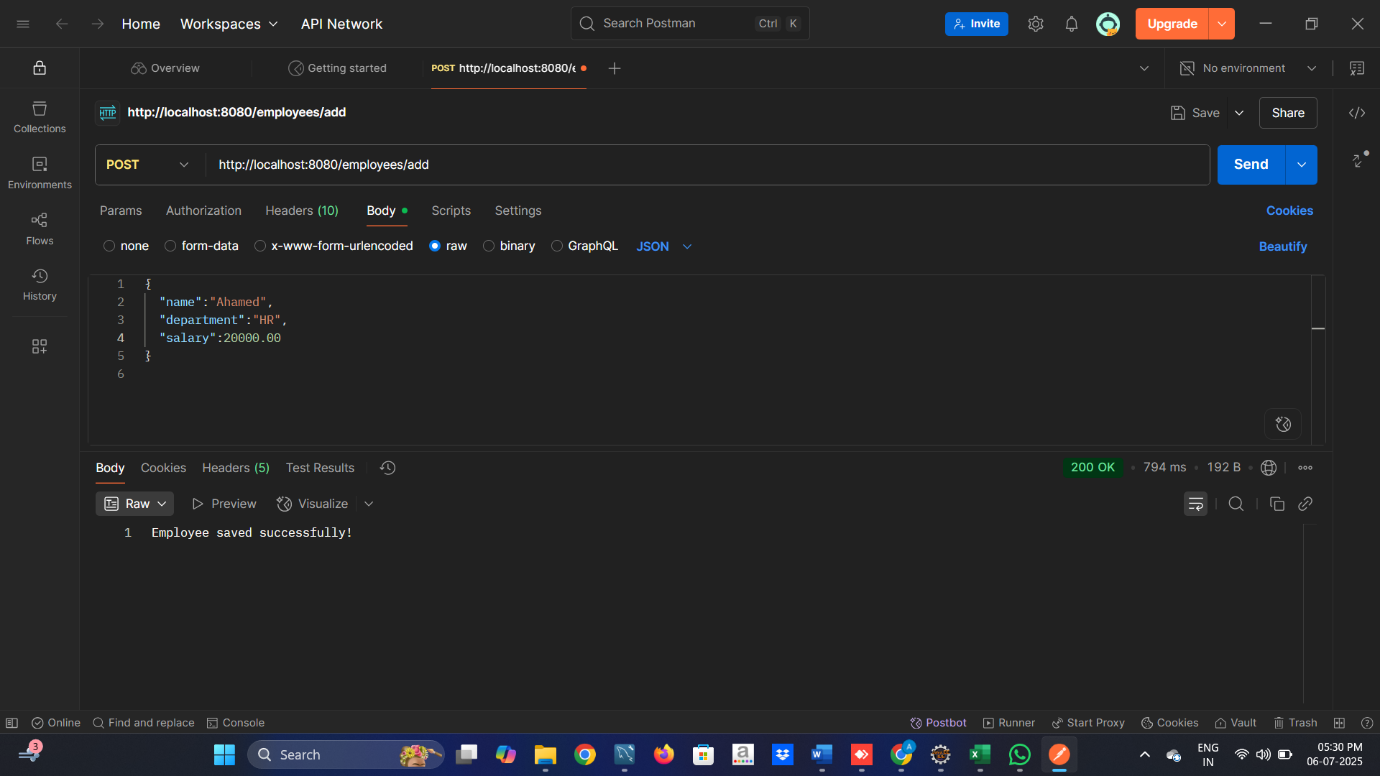 Home Workspaces API Network Search Postman Ctrl K Invite Upgrade
Overview Getting started POST http://localhost:8080/e No environment
HTTP http://localhost:8080/employees/add Save Share
Collections
POST http://localhost:8080/employees/add Send
Environments
Params Authorization Headers (10) Body Scripts Settings Cookies
Flows
none form-data x-www-form-urlencoded raw binary GraphQL JSON Beautify
History
1 {
2 "name":"Ahamed",
3 "department":"HR",
4 "salary":20000.00
5 }
6
Body Cookies Headers (5) Test Results 200 OK • 794 ms • 192 B •
Raw Preview Visualize
1 Employee saved successfully!
Online Find and replace Console Postbot Runner Start Proxy Cookies Vault Trash
3 Search W X ENG 05:30 PM
IN 06-07-2025